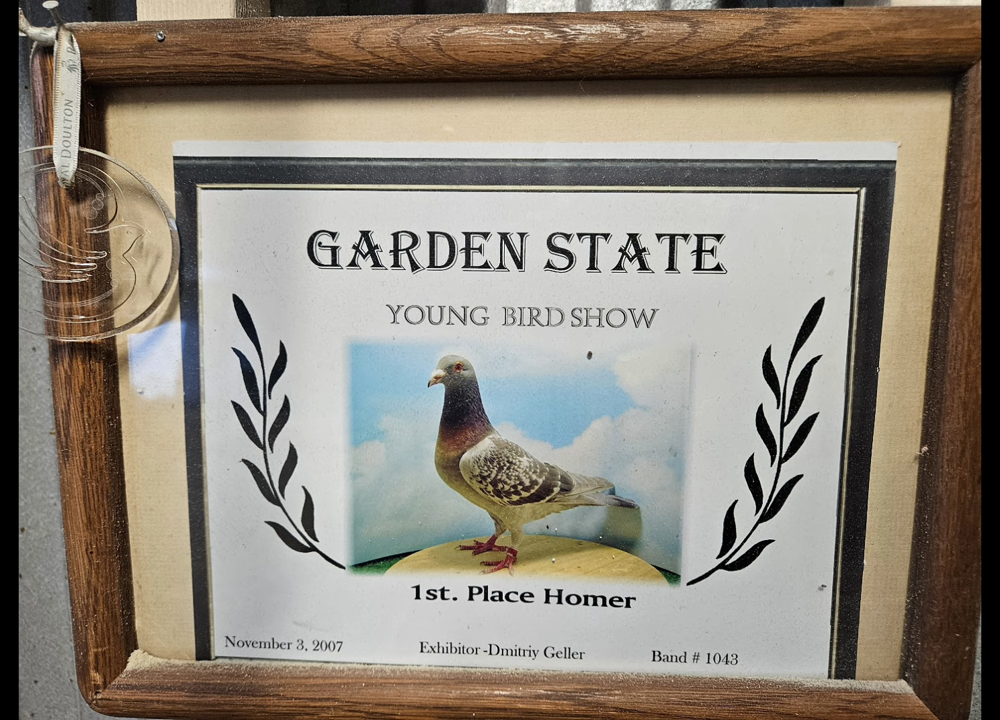 DOULTON
GARDEN STATE
YOUNG BIRD SHOW
1st. Place Homer
November 3, 2007 Exhibitor -Dmitriy Geller Band # 1043